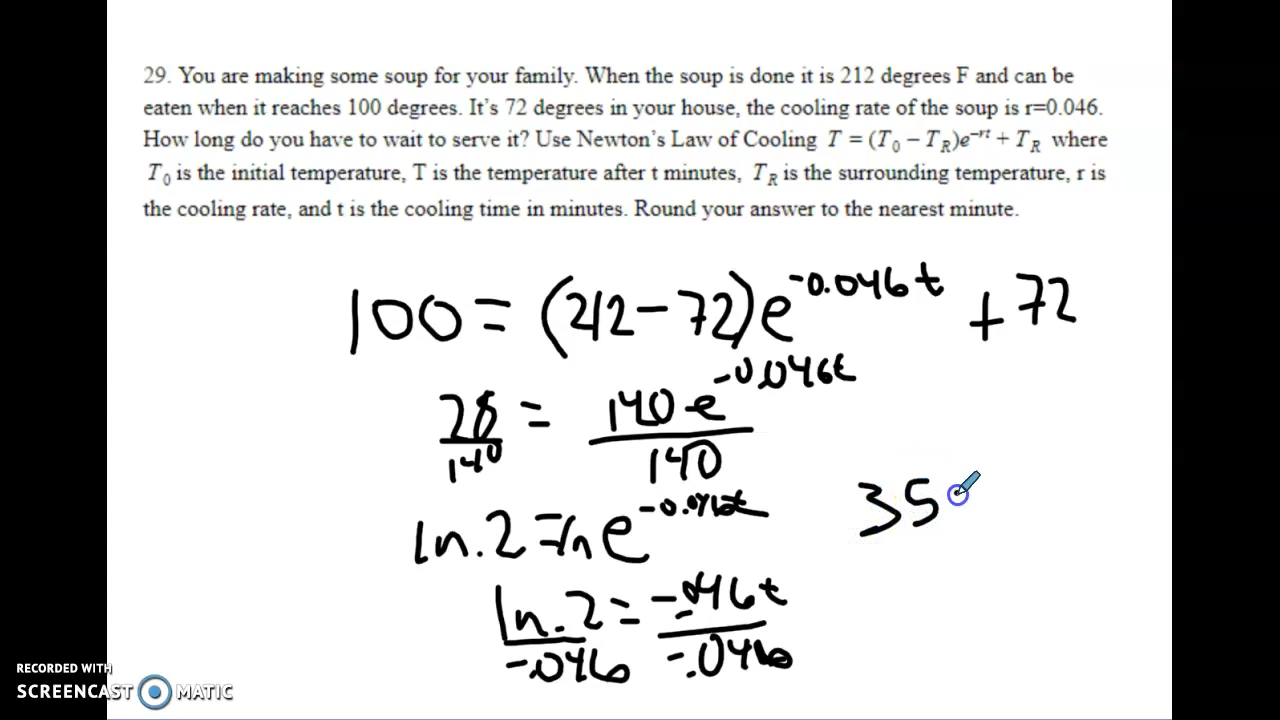 29. You are making some soup for your family. When the soup is done it is 212 degrees F and can be
eaten when it reaches 100 degrees. It's 72 degrees in your house, the cooling rate of the soup is r=0.046.
How long do you have to wait to serve it? Use Newton's Law of Cooling T = (T₀ − T_R)e^(−rt) + T_R where
T₀ is the initial temperature, T is the temperature after t minutes, T_R is the surrounding temperature, r is
the cooling rate, and t is the cooling time in minutes. Round your answer to the nearest minute.
100 = (212 − 72)e^(−0.046t) + 72
28/140 = 140e^(−0.046t)/140
ln.2 = ln e^(−0.046t)
35
ln.2/−.046 = −.046t/−.046
RECORDED WITH
SCREENCAST MATIC